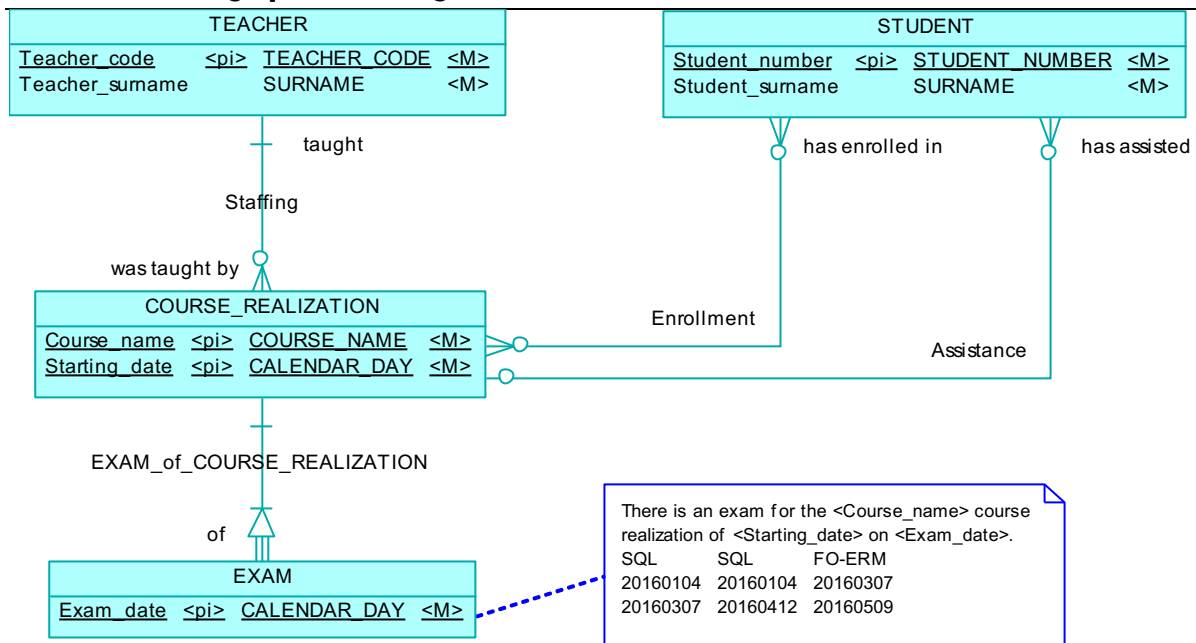 TEACHER
Teacher_code <pi> TEACHER_CODE <M>
Teacher_surname SURNAME <M>
STUDENT
Student_number <pi> STUDENT_NUMBER <M>
Student_surname SURNAME <M>
taught
has enrolled in
has assisted
Staffing
was taught by
COURSE_REALIZATION
Course_name <pi> COURSE_NAME <M>
Starting_date <pi> CALENDAR_DAY <M>
Enrollment
Assistance
EXAM_of_COURSE_REALIZATION
of
EXAM
Exam_date <pi> CALENDAR_DAY <M>
There is an exam for the <Course_name> course
realization of <Starting_date> on <Exam_date>.
SQL SQL FO-ERM
20160104 20160104 20160307
20160307 20160412 20160509